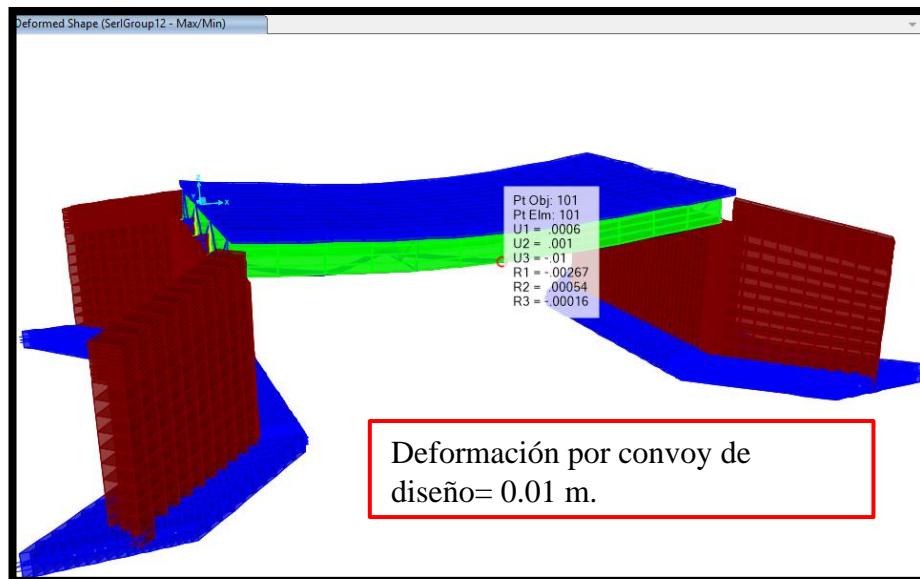 Deformed Shape (SerIGroup12 - Max/Min)
Z
Y
X
Pt Obj: 101
Pt Elm: 101
U1 = .0006
U2 = .001
U3 = -.01
R1 = -.00267
R2 = .00054
R3 = -.00016
Deformación por convoy de
diseño= 0.01 m.